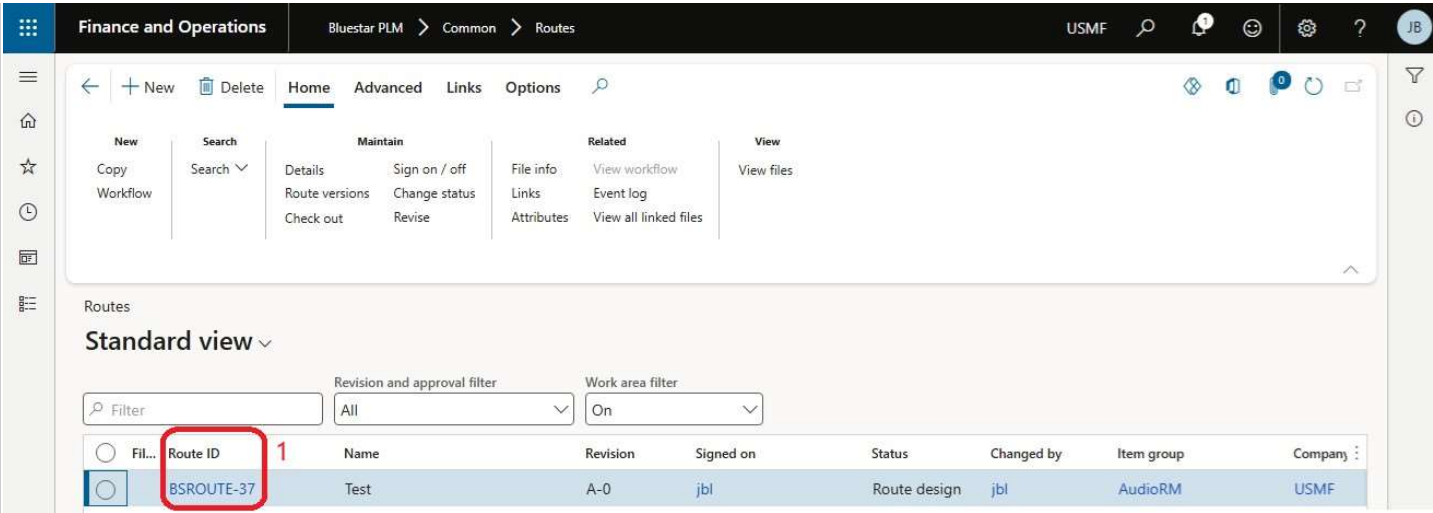 Finance and Operations Bluestar PLM > Common > Routes USMF 1 ? JB
+ New Delete Home Advanced Links Options 0
New Search Maintain Related View
Copy Search Details Sign on / off File info View workflow View files
Workflow Route versions Change status Links Event log
Check out Revise Attributes View all linked files
Routes
Standard view
Revision and approval filter Work area filter
Filter All On
Fil... Route ID 1 Name Revision Signed on Status Changed by Item group Company
BSROUTE-37 Test A-0 jbl Route design jbl AudioRM USMF